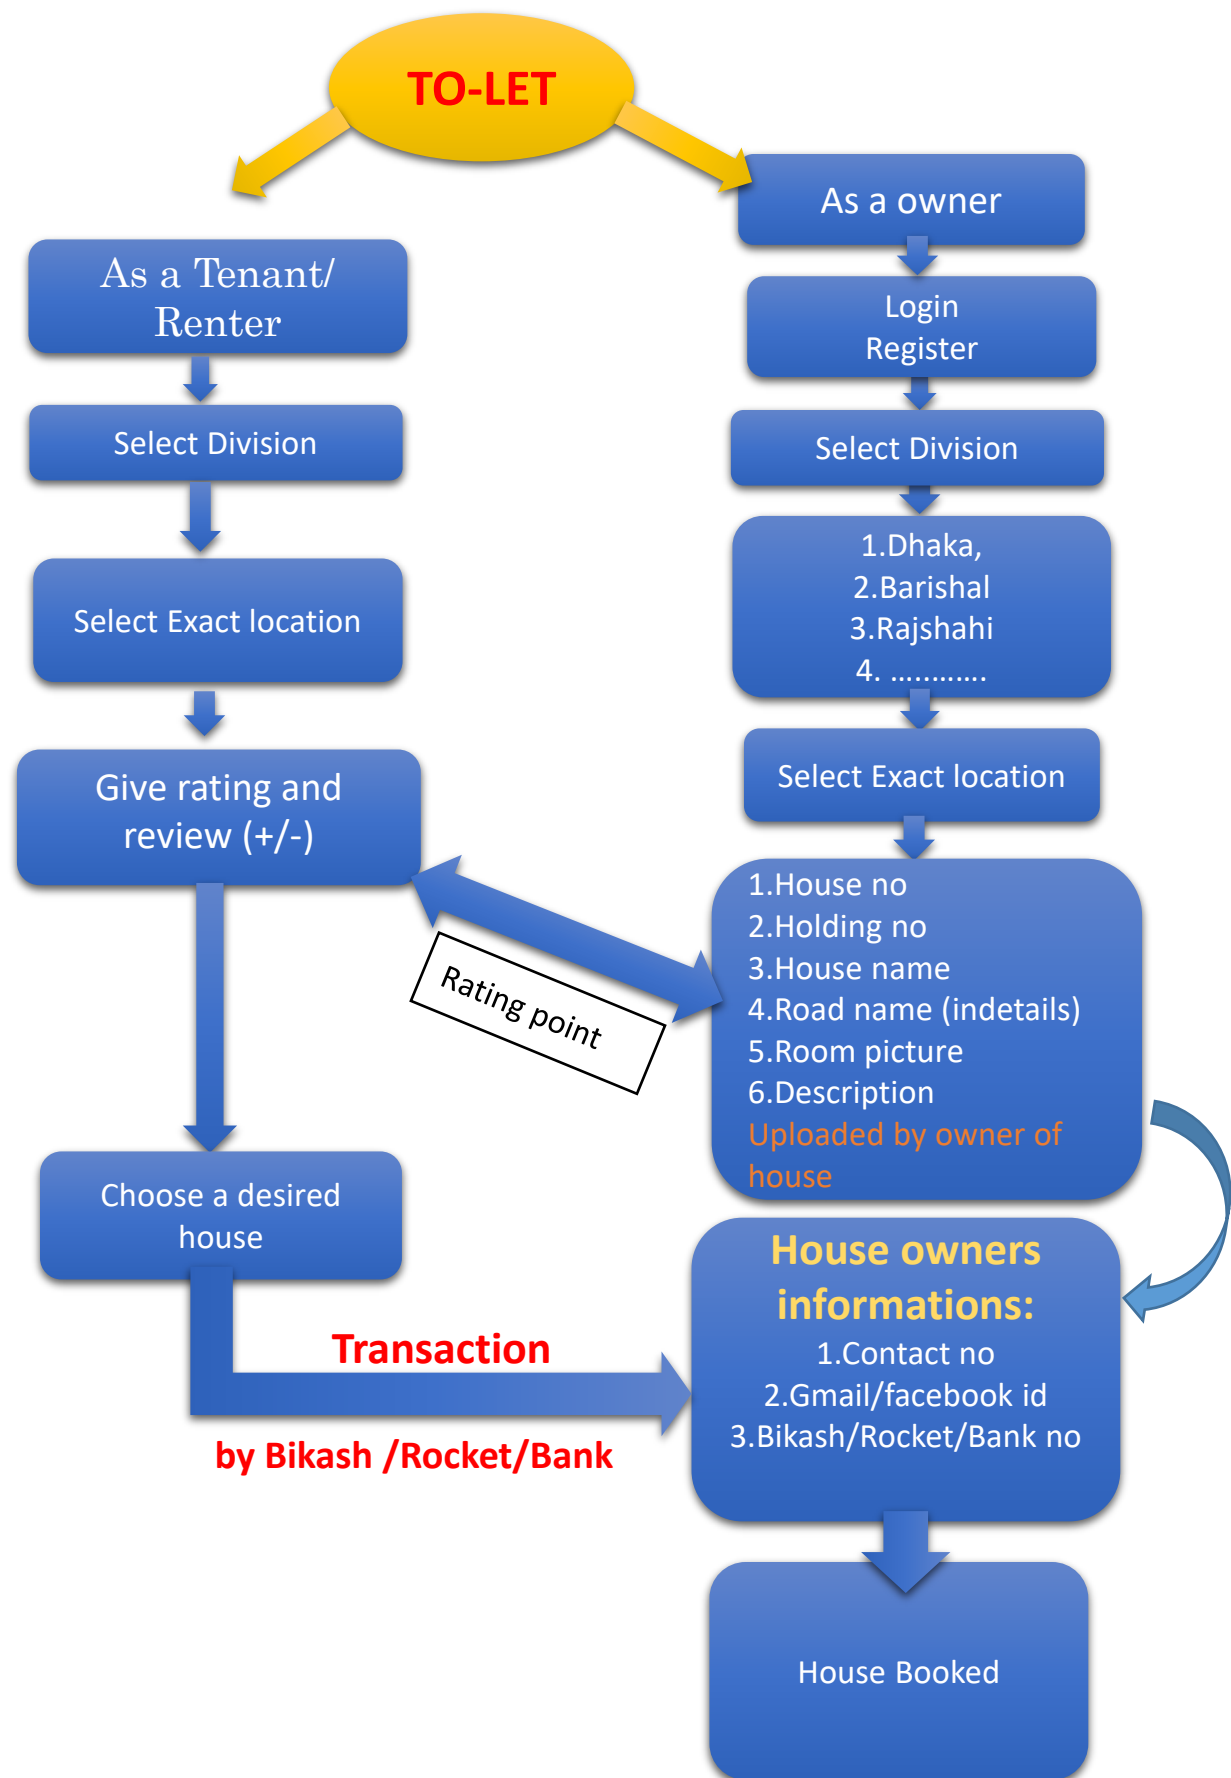 TO-LET
As a owner
As a Tenant/
Renter
Login
Register
Select Division
Select Division
1.Dhaka,
2.Barishal
3.Rajshahi
4. ............
Select Exact location
Select Exact location
Give rating and
review (+/-)
1.House no
2.Holding no
3.House name
4.Road name (indetails)
5.Room picture
6.Description
Uploaded by owner of
house
Rating point
Choose a desired
house
House owners
informations:
1.Contact no
2.Gmail/facebook id
3.Bikash/Rocket/Bank no
Transaction
by Bikash /Rocket/Bank
House Booked